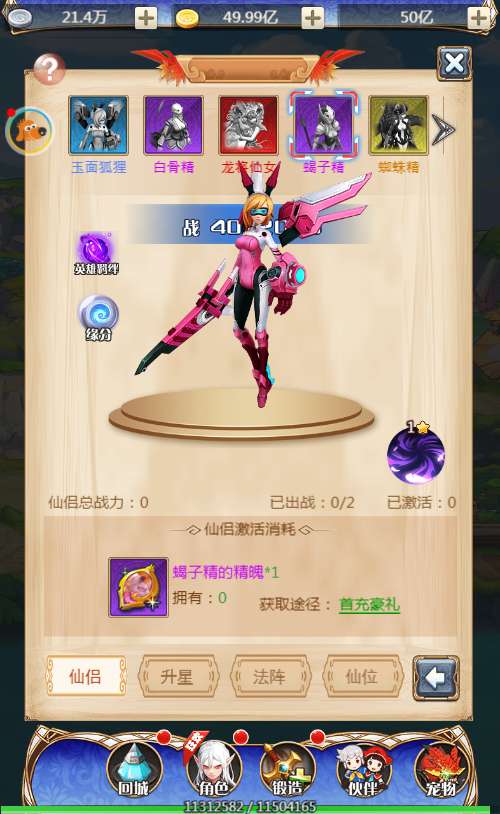 21.4万
49.99亿
50亿
玉面狐狸
白骨精
龙将仙女
蝎子精
蜘蛛精
战 40
英雄羁绊
缘分
1
仙侣总战力：0
已出战：0/2
已激活：0
仙侣激活消耗
蝎子精的精魄*1
拥有：0
获取途径：首充豪礼
仙侣
升星
法阵
仙位
回城
角色
锻造
伙伴
宠物
11312582 / 11504165